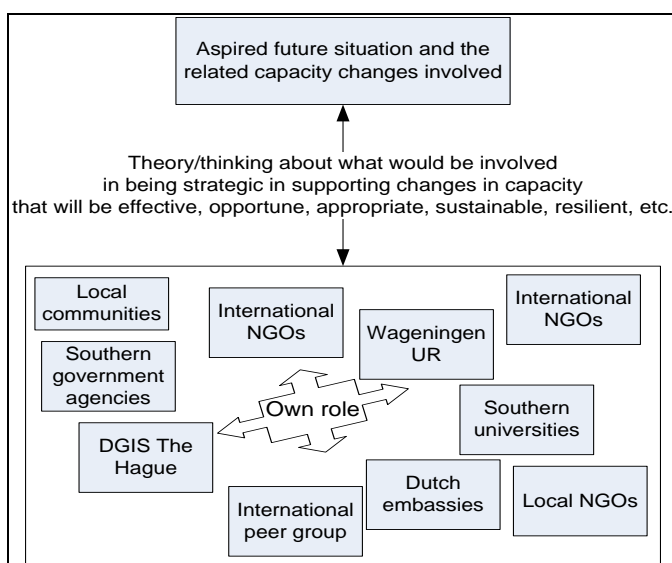 Aspired future situation and the
related capacity changes involved
Theory/thinking about what would be involved
in being strategic in supporting changes in capacity
that will be effective, opportune, appropriate, sustainable, resilient, etc.
Local
communities
International
NGOs
International
NGOs
Wageningen
UR
Southern
government
agencies
Own role
Southern
universities
DGIS The
Hague
Dutch
embassies
Local NGOs
International
peer group